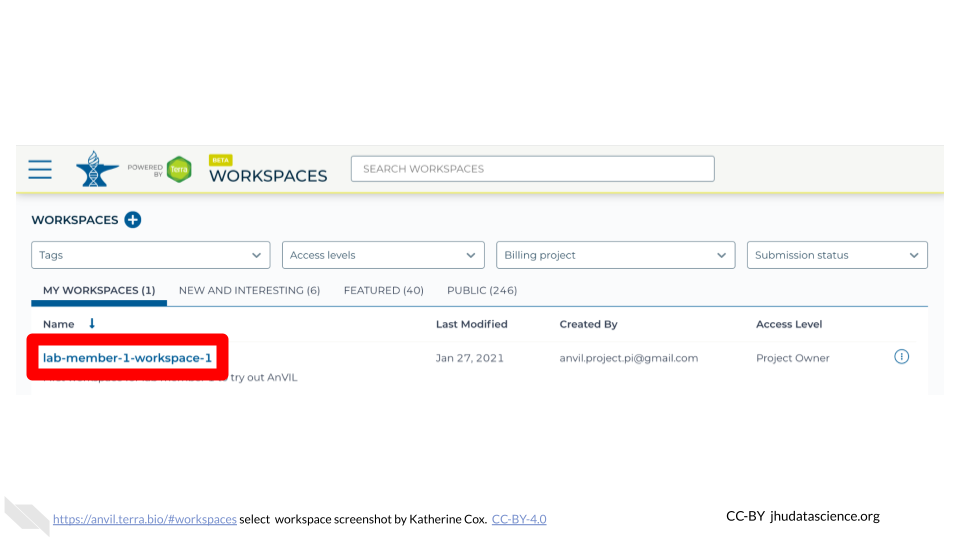 POWERED BY
terra
BETA
WORKSPACES
SEARCH WORKSPACES
WORKSPACES
Tags
Access levels
Billing project
Submission status
MY WORKSPACES (1) NEW AND INTERESTING (6) FEATURED (40) PUBLIC (246)
Name Last Modified Created By Access Level
lab-member-1-workspace-1 Jan 27, 2021 anvil.project.pi@gmail.com Project Owner
try out AnVIL
https://anvil.terra.bio/#workspaces select workspace screenshot by Katherine Cox. CC-BY-4.0
CC-BY jhudatascience.org